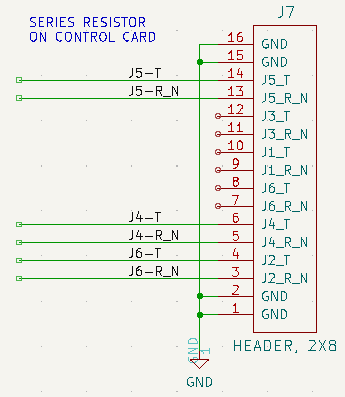 SERIES RESISTOR
ON CONTROL CARD
J7
16 GND
15 GND
J5-T 14 J5_T
J5-R_N 13 J5_R_N
12 J3_T
11 J3_R_N
10 J1_T
9 J1_R_N
8 J6_T
7 J6_R_N
J4-T 6 J4_T
J4-R_N 5 J4_R_N
J6-T 4 J2_T
J6-R_N 3 J2_R_N
2 GND
1 GND
HEADER, 2X8
GND
1
GND